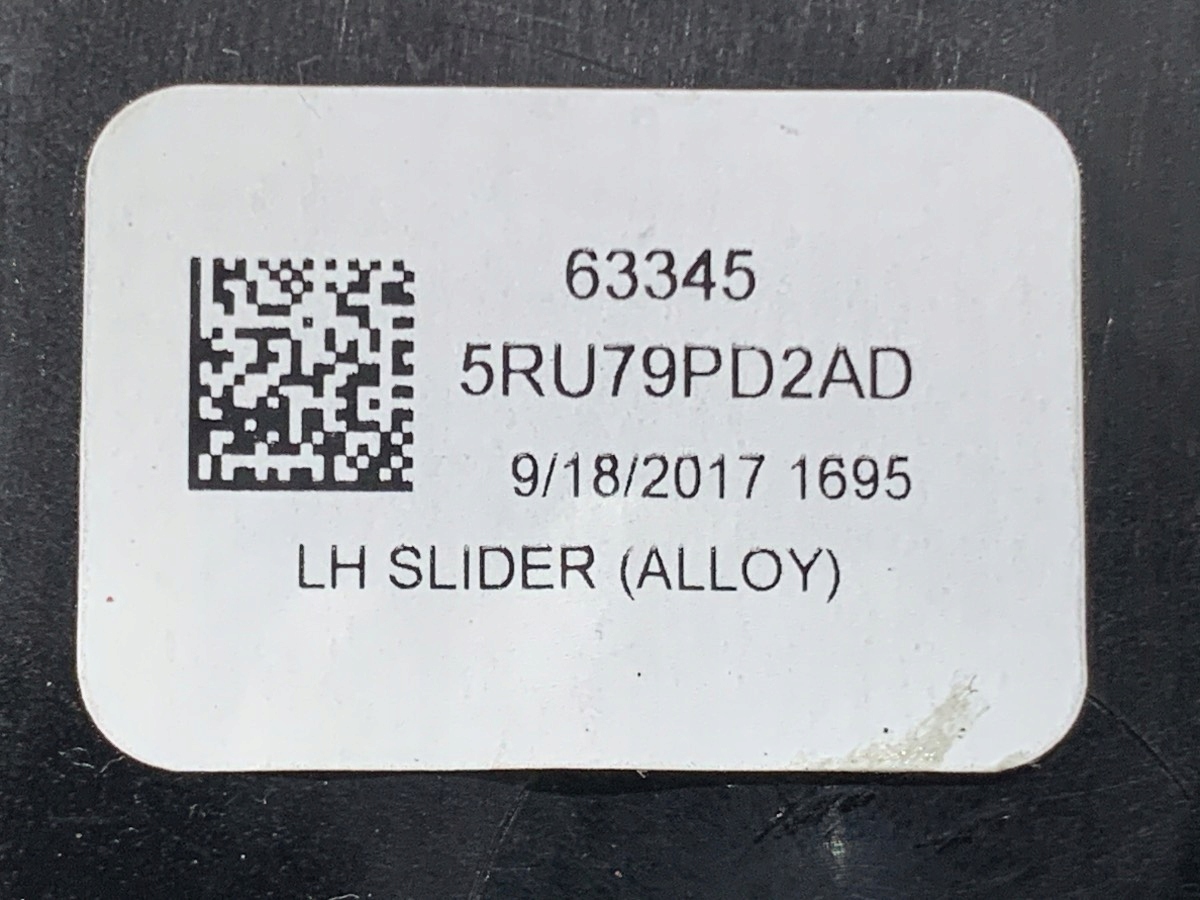 63345
5RU79PD2AD
9/18/2017 1695
LH SLIDER (ALLOY)